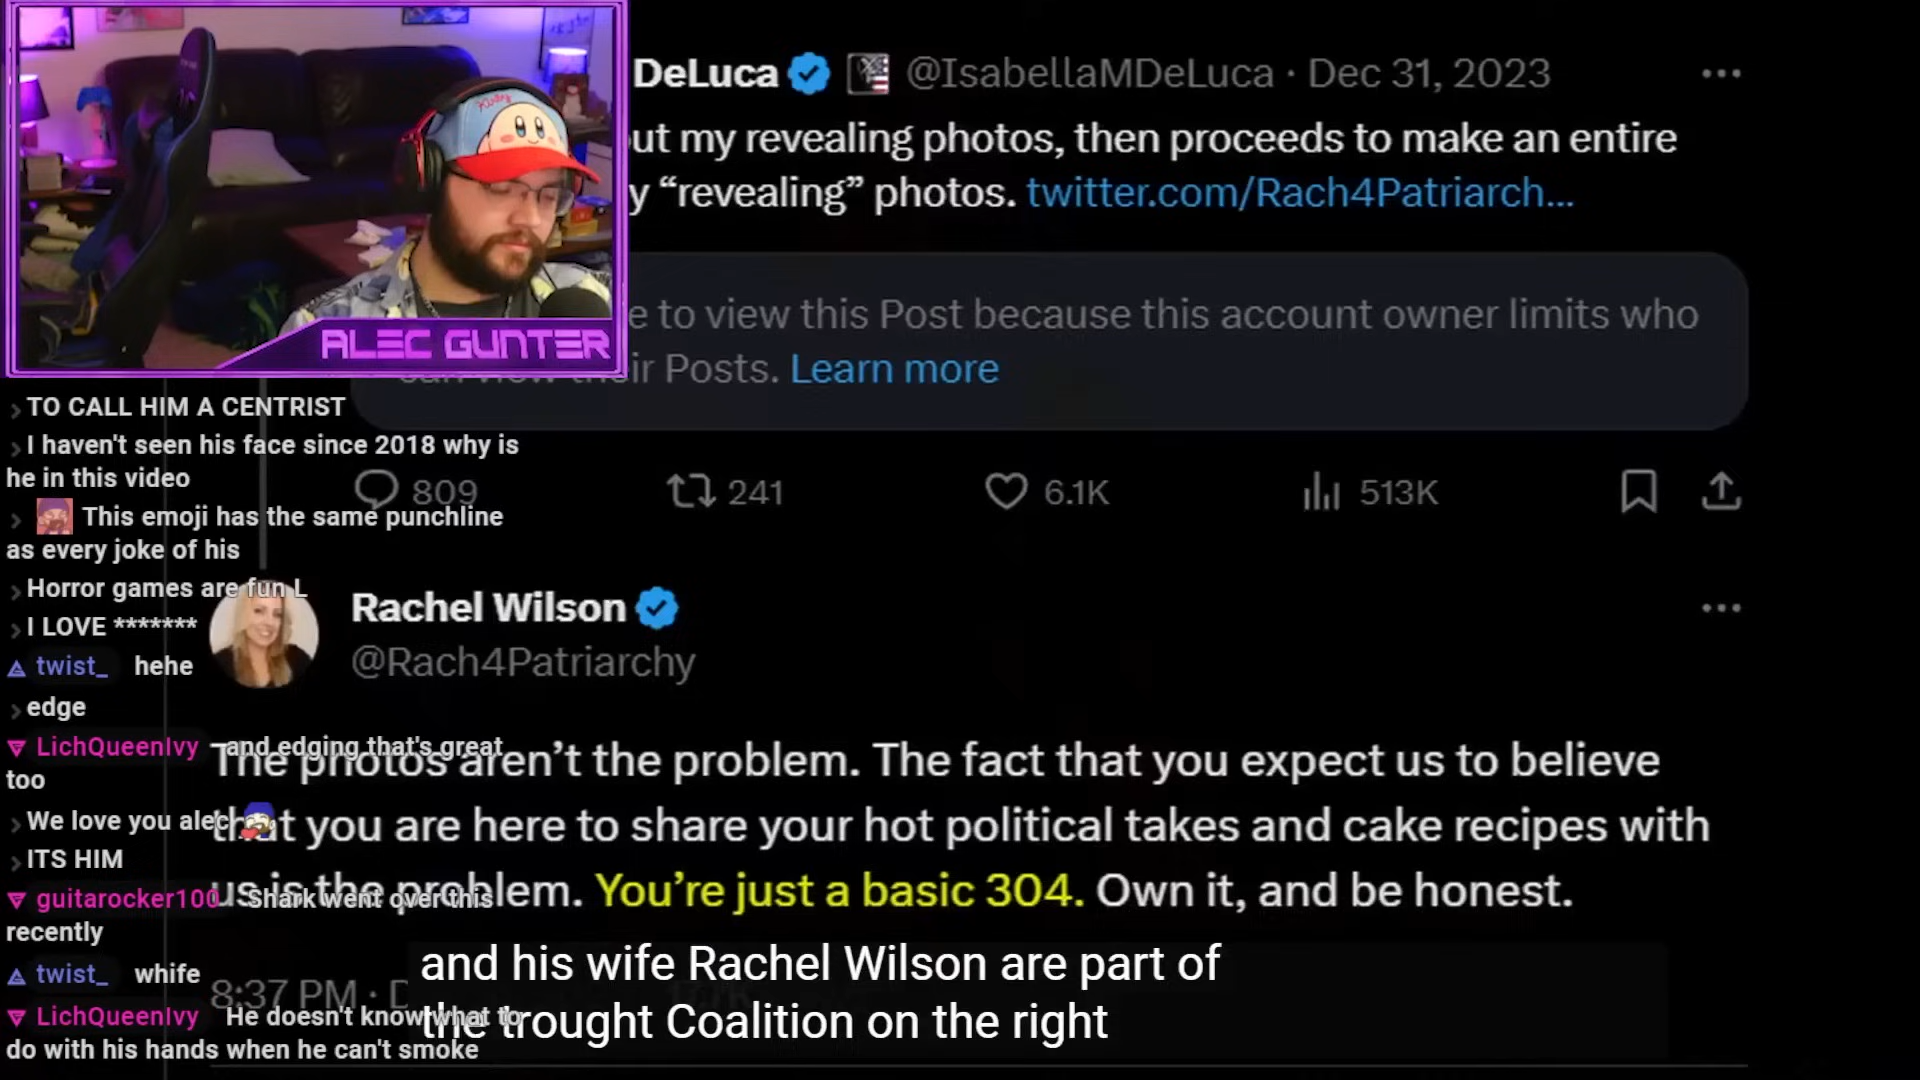 DeLuca @IsabellaMDeLuca · Dec 31, 2023
ut my revealing photos, then proceeds to make an entire
y “revealing” photos. twitter.com/Rach4Patriarch…
e to view this Post because this account owner limits who
can view their Posts. Learn more
ALEC GUNTER
809 241 6.1K 513K
Rachel Wilson
@Rach4Patriarchy
The photos aren’t the problem. The fact that you expect us to believe
that you are here to share your hot political takes and cake recipes with
us is the problem. You’re just a basic 304. Own it, and be honest.
8:37 PM · D
and his wife Rachel Wilson are part of
the trought Coalition on the right
TO CALL HIM A CENTRIST
I haven't seen his face since 2018 why is
he in this video
This emoji has the same punchline
as every joke of his
Horror games are fun L
I LOVE *******
twist_ hehe
edge
LichQueenIvy and edging that's great
too
We love you alec
ITS HIM
guitarocker100 Shark went over this
recently
twist_ whife
LichQueenIvy He doesn't know what to
do with his hands when he can't smoke